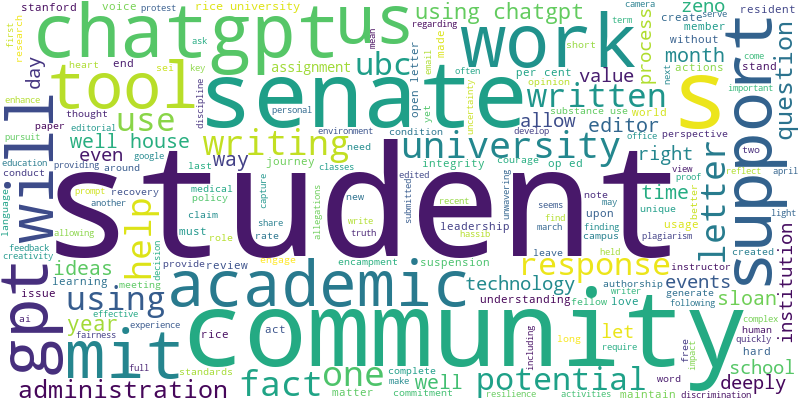 stanford voice protest rice university using chatgpt zeno camera resident
first research ask chatgpt us regarding mean email made term create serve member without
day heart end sei key assignment ubc open letter work process short per cent month actions stand
will tool senate s support question
thought discipline personal often yet opinion uncertainty value world next come important
paper editorial use well house written allow editor substance use office perspective two
pursuit enhance environment need condition develop university right
even writing way journey integrity courage op ed
education google conduct providing around last classes edited letter time view proof reflect april
language prompt recovery medical policy student unwavering note upon unique may light
another capture new submitted seems recent find march finding campus usage better plagiarism
feedback creativity allowing help claim must share rate allegations truth write leadership hassib leave held created
gpt ideas decision role engage encampment response instructor institution
issue learning meeting provide review suspension academic technology events
ai using mit understanding authorship fellow love writer generate following sloan complex
year effective experience rice act community let require human quickly
fairness full standards fact one complete make well including potential long impact free hard school
administration matter commitment resilience activities maintain word discrimination deeply